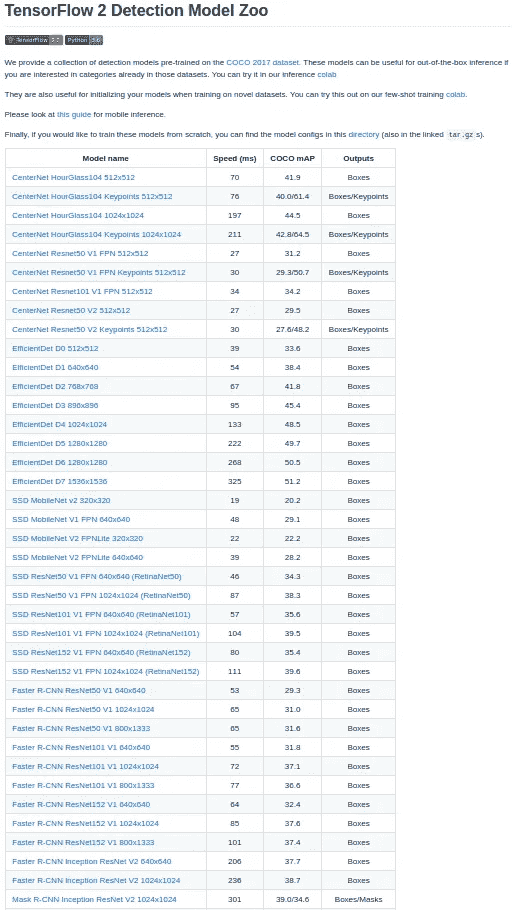 TensorFlow 2 Detection Model Zoo
TensorFlow 2.2 Python 3.6
We provide a collection of detection models pre-trained on the COCO 2017 dataset. These models can be useful for out-of-the-box inference if
you are interested in categories already in those datasets. You can try it in our inference colab
They are also useful for initializing your models when training on novel datasets. You can try this out on our few-shot training colab.
Please look at this guide for mobile inference.
Finally, if you would like to train these models from scratch, you can find the model configs in this directory (also in the linked tar.gz s).
Model name Speed (ms) COCO mAP Outputs
CenterNet HourGlass104 512x512 70 41.9 Boxes
CenterNet HourGlass104 Keypoints 512x512 76 40.0/61.4 Boxes/Keypoints
CenterNet HourGlass104 1024x1024 197 44.5 Boxes
CenterNet HourGlass104 Keypoints 1024x1024 211 42.8/64.5 Boxes/Keypoints
CenterNet Resnet50 V1 FPN 512x512 27 31.2 Boxes
CenterNet Resnet50 V1 FPN Keypoints 512x512 30 29.3/50.7 Boxes/Keypoints
CenterNet Resnet101 V1 FPN 512x512 34 34.2 Boxes
CenterNet Resnet50 V2 512x512 27 29.5 Boxes
CenterNet Resnet50 V2 Keypoints 512x512 30 27.6/48.2 Boxes/Keypoints
EfficientDet D0 512x512 39 33.6 Boxes
EfficientDet D1 640x640 54 38.4 Boxes
EfficientDet D2 768x768 67 41.8 Boxes
EfficientDet D3 896x896 95 45.4 Boxes
EfficientDet D4 1024x1024 133 48.5 Boxes
EfficientDet D5 1280x1280 222 49.7 Boxes
EfficientDet D6 1280x1280 268 50.5 Boxes
EfficientDet D7 1536x1536 325 51.2 Boxes
SSD MobileNet v2 320x320 19 20.2 Boxes
SSD MobileNet V1 FPN 640x640 48 29.1 Boxes
SSD MobileNet V2 FPNLite 320x320 22 22.2 Boxes
SSD MobileNet V2 FPNLite 640x640 39 28.2 Boxes
SSD ResNet50 V1 FPN 640x640 (RetinaNet50) 46 34.3 Boxes
SSD ResNet50 V1 FPN 1024x1024 (RetinaNet50) 87 38.3 Boxes
SSD ResNet101 V1 FPN 640x640 (RetinaNet101) 57 35.6 Boxes
SSD ResNet101 V1 FPN 1024x1024 (RetinaNet101) 104 39.5 Boxes
SSD ResNet152 V1 FPN 640x640 (RetinaNet152) 80 35.4 Boxes
SSD ResNet152 V1 FPN 1024x1024 (RetinaNet152) 111 39.6 Boxes
Faster R-CNN ResNet50 V1 640x640 53 29.3 Boxes
Faster R-CNN ResNet50 V1 1024x1024 65 31.0 Boxes
Faster R-CNN ResNet50 V1 800x1333 65 31.6 Boxes
Faster R-CNN ResNet101 V1 640x640 55 31.8 Boxes
Faster R-CNN ResNet101 V1 1024x1024 72 37.1 Boxes
Faster R-CNN ResNet101 V1 800x1333 77 36.6 Boxes
Faster R-CNN ResNet152 V1 640x640 64 32.4 Boxes
Faster R-CNN ResNet152 V1 1024x1024 85 37.6 Boxes
Faster R-CNN ResNet152 V1 800x1333 101 37.4 Boxes
Faster R-CNN Inception ResNet V2 640x640 206 37.7 Boxes
Faster R-CNN Inception ResNet V2 1024x1024 236 38.7 Boxes
Mask R-CNN Inception ResNet V2 1024x1024 301 39.0/34.6 Boxes/Masks